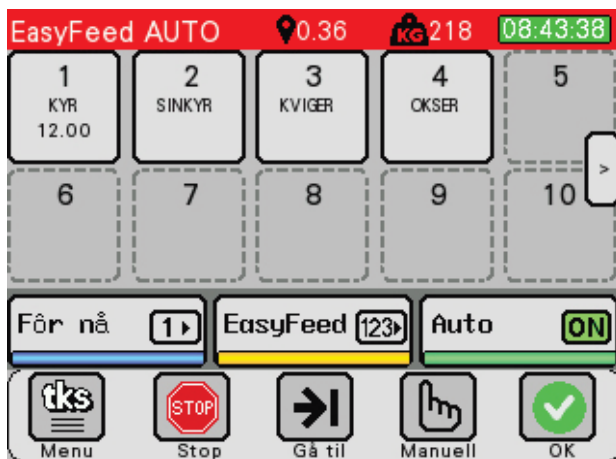 EasyFeed AUTO 0.36 KG 218 08:43:38
1 2 3 4 5
KYR SINKYR KVIGER OKSER
12.00
>
6 7 8 9 10
Fôr nå 1 EasyFeed 123 Auto ON
tks STOP
Menu Stop Gå til Manuell OK